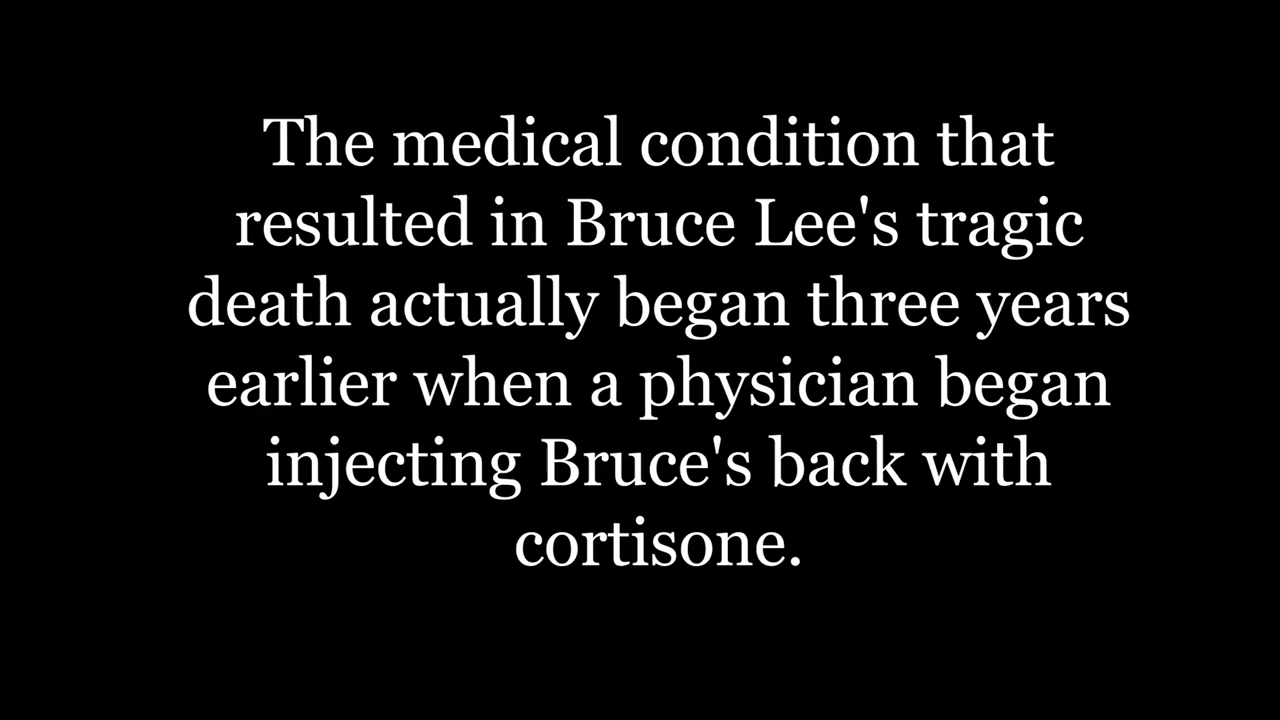 The medical condition that
resulted in Bruce Lee's tragic
death actually began three years
earlier when a physician began
injecting Bruce's back with
cortisone.